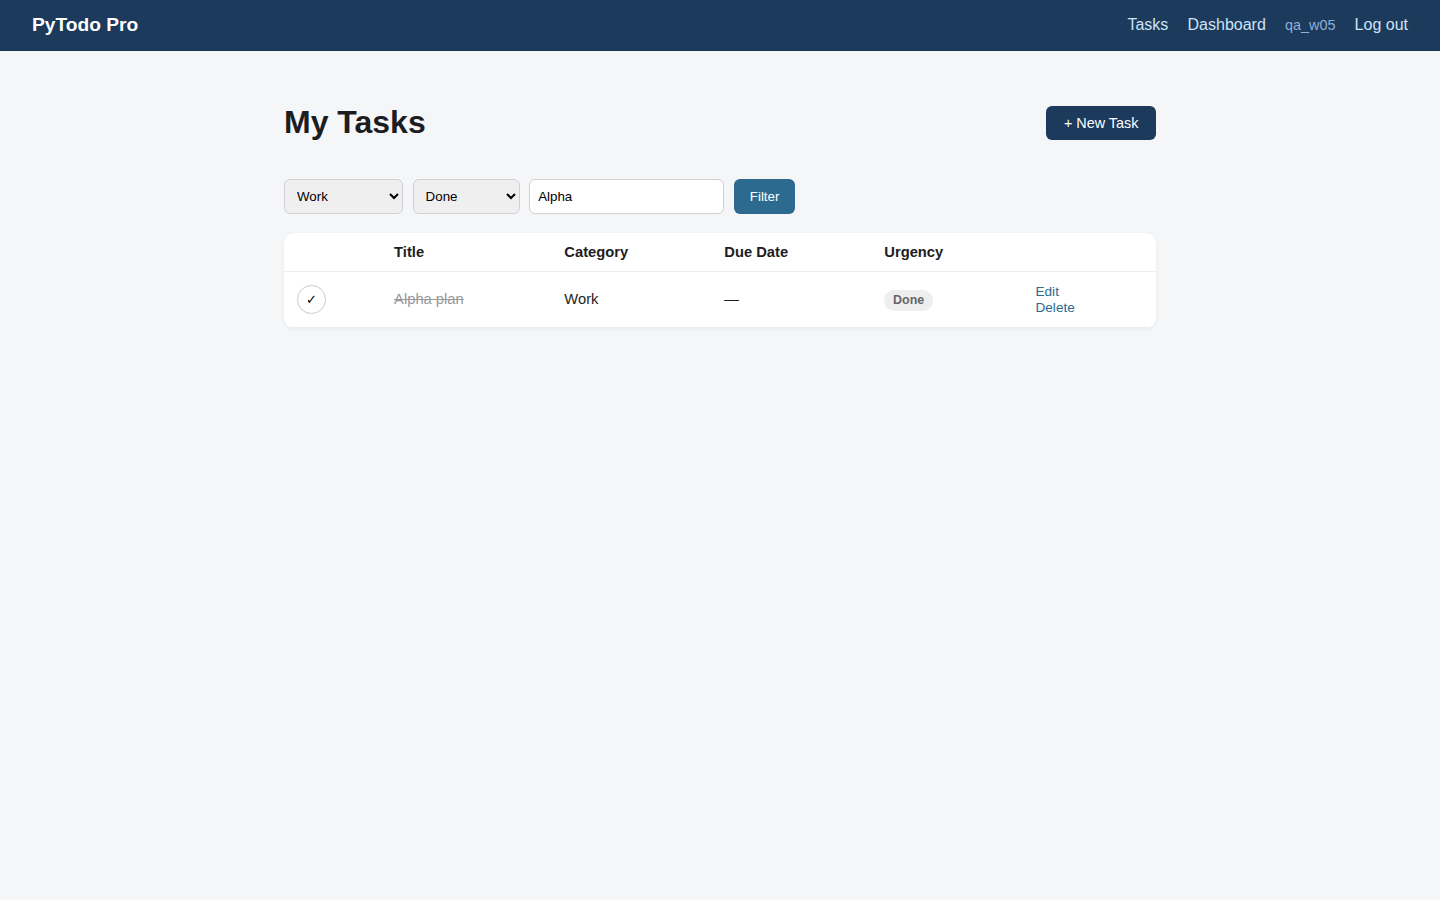 PyTodo Pro
Tasks Dashboard qa_w05 Log out
My Tasks
+ New Task
Work Done Alpha Filter
Title Category Due Date Urgency
✓ Alpha plan Work — Done Edit
Delete